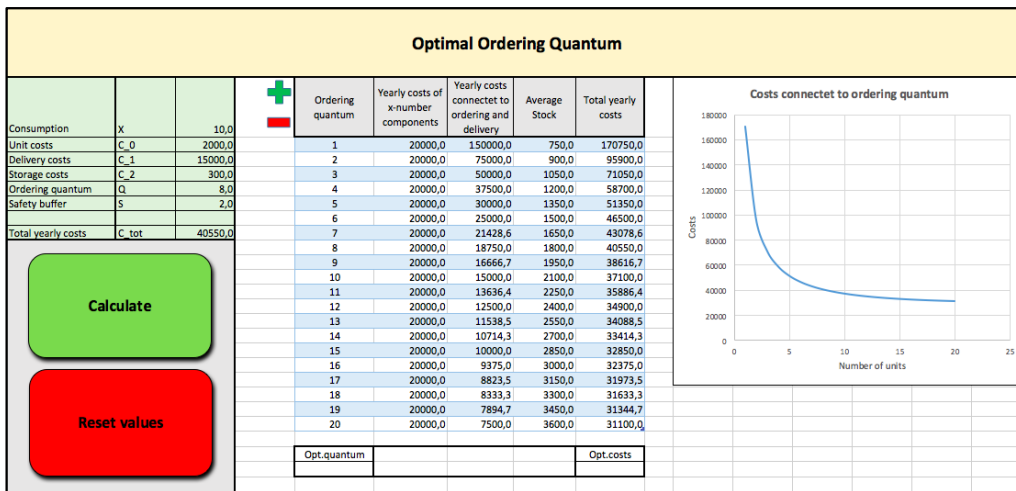 Optimal Ordering Quantum
Consumption X 10,0
Unit costs C_0 2000,0
Delivery costs C_1 15000,0
Storage costs C_2 300,0
Ordering quantum Q 8,0
Safety buffer S 2,0
Total yearly costs C_tot 40550,0
Calculate
Reset values
Ordering quantum
Yearly costs of x-number components
Yearly costs connectet to ordering and delivery
Average Stock
Total yearly costs
1 20000,0 150000,0 750,0 170750,0
2 20000,0 75000,0 900,0 95900,0
3 20000,0 50000,0 1050,0 71050,0
4 20000,0 37500,0 1200,0 58700,0
5 20000,0 30000,0 1350,0 51350,0
6 20000,0 25000,0 1500,0 46500,0
7 20000,0 21428,6 1650,0 43078,6
8 20000,0 18750,0 1800,0 40550,0
9 20000,0 16666,7 1950,0 38616,7
10 20000,0 15000,0 2100,0 37100,0
11 20000,0 13636,4 2250,0 35886,4
12 20000,0 12500,0 2400,0 34900,0
13 20000,0 11538,5 2550,0 34088,5
14 20000,0 10714,3 2700,0 33414,3
15 20000,0 10000,0 2850,0 32850,0
16 20000,0 9375,0 3000,0 32375,0
17 20000,0 8823,5 3150,0 31973,5
18 20000,0 8333,3 3300,0 31633,3
19 20000,0 7894,7 3450,0 31344,7
20 20000,0 7500,0 3600,0 31100,0
Opt.quantum Opt.costs
Costs connectet to ordering quantum
180000
160000
140000
120000
100000
80000
60000
40000
20000
0
Costs
0 5 10 15 20 25
Number of units